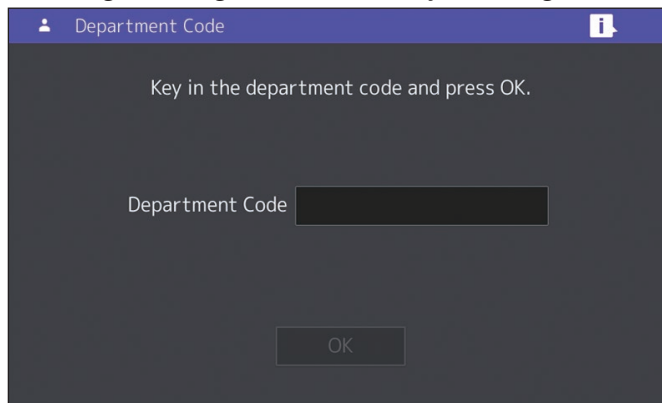 Department Code
i
Key in the department code and press OK.
Department Code
OK